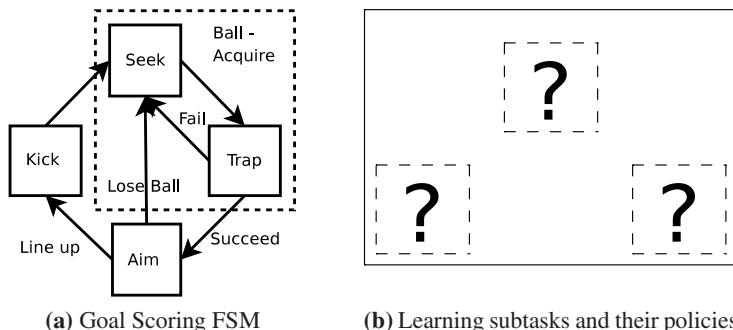 Ball -
Acquire
Seek
Fail
Kick
Trap
Lose Ball
Line up
Succeed
Aim
?
?
?
(a) Goal Scoring FSM
(b) Learning subtasks and their policies